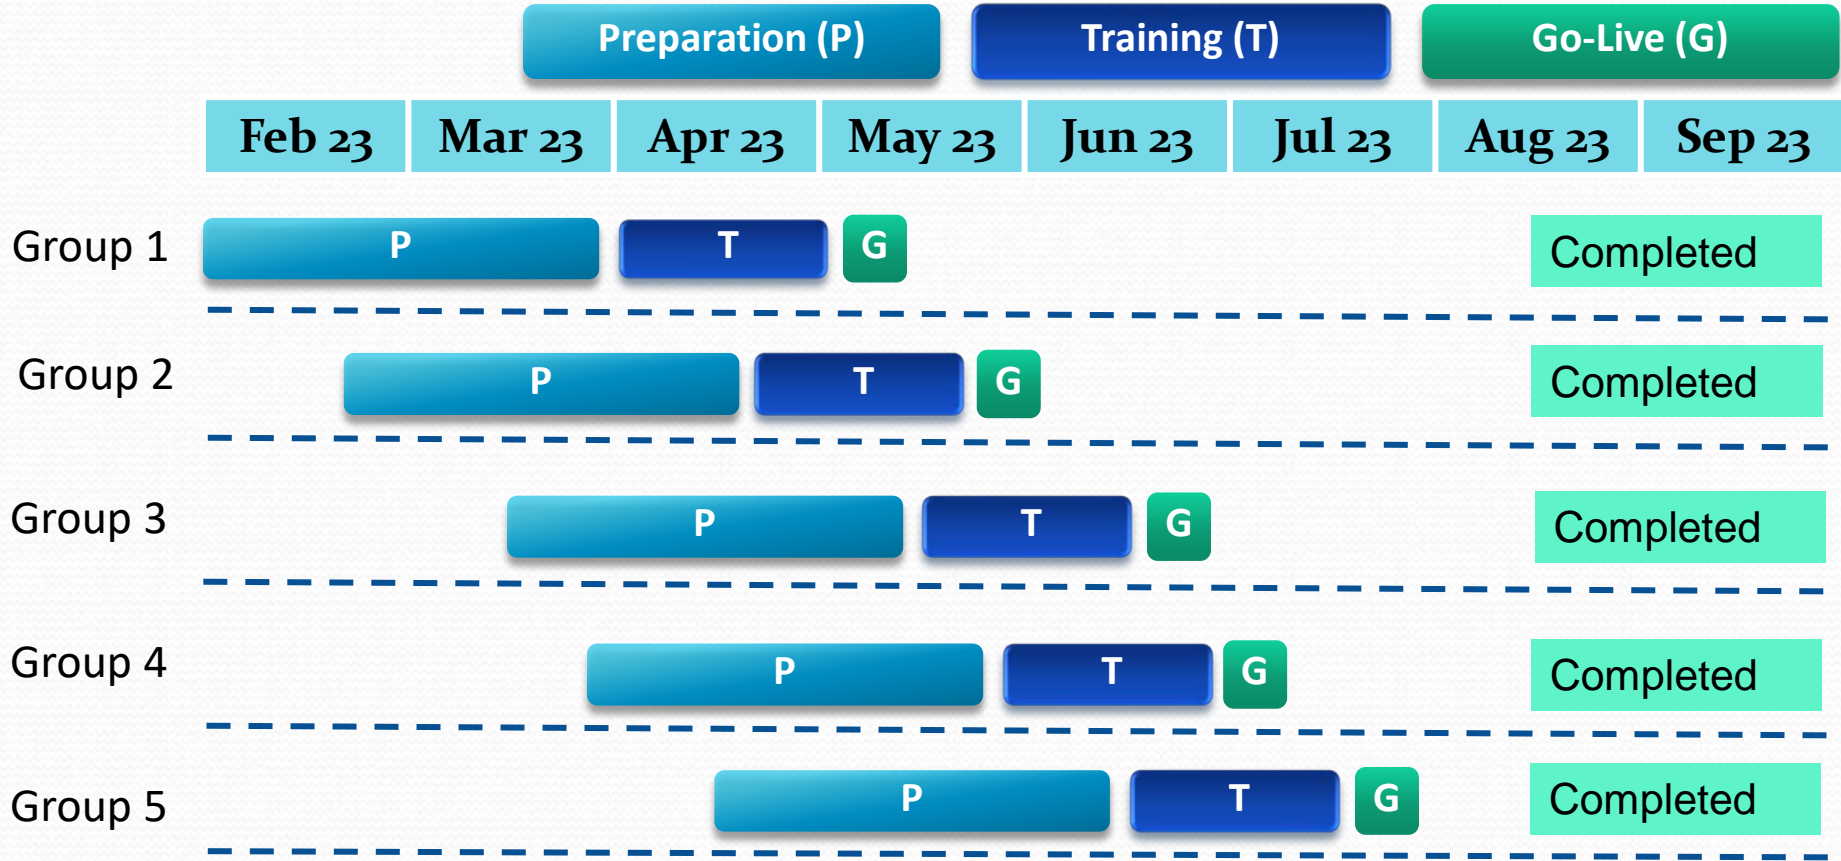 Preparation (P) Training (T) Go-Live (G)
Feb 23 Mar 23 Apr 23 May 23 Jun 23 Jul 23 Aug 23 Sep 23
Group 1 P T G Completed
Group 2 P T G Completed
Group 3 P T G Completed
Group 4 P T G Completed
Group 5 P T G Completed